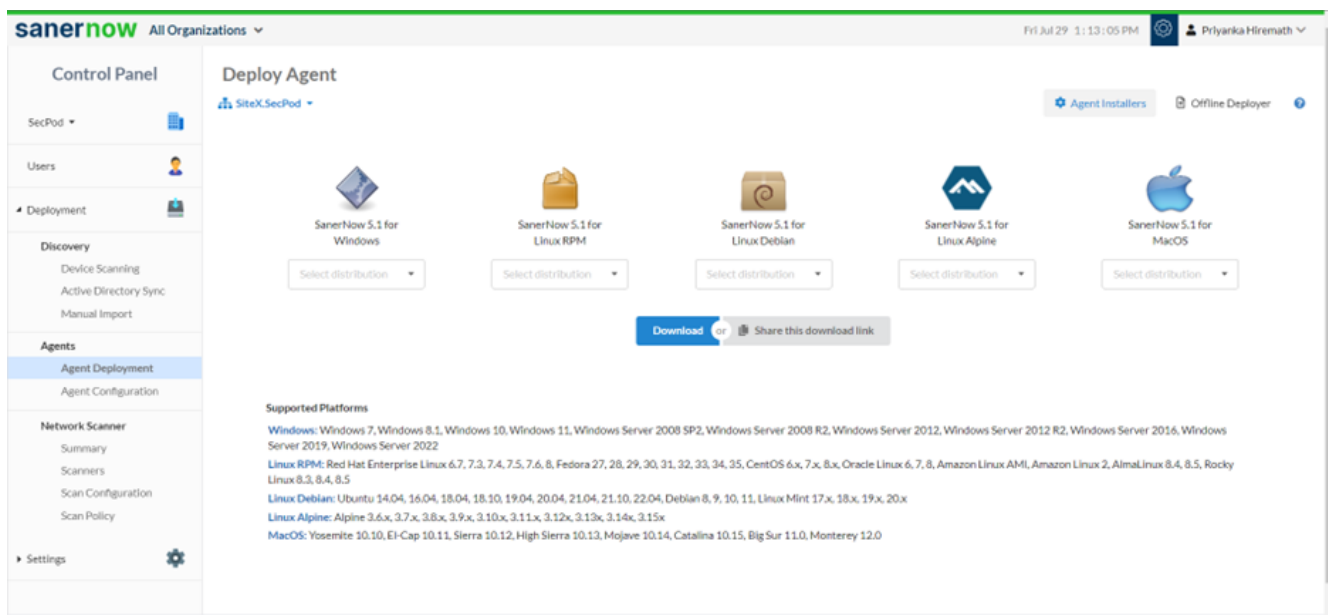 sanernow All Organizations
Fri Jul 29 1:13:05 PM
Priyanka Hiremath
Control Panel
SecPod
Users
Deployment
Discovery
Device Scanning
Active Directory Sync
Manual Import
Agents
Agent Deployment
Agent Configuration
Network Scanner
Summary
Scanners
Scan Configuration
Scan Policy
Settings
Deploy Agent
SiteX.SecPod
Agent Installers
Offline Deployer
?
SanerNow 5.1 for
Windows
Select distribution
SanerNow 5.1 for
Linux RPM
Select distribution
SanerNow 5.1 for
Linux Debian
Select distribution
SanerNow 5.1 for
Linux Alpine
Select distribution
SanerNow 5.1 for
MacOS
Select distribution
Download or Share this download link
Supported Platforms
Windows: Windows 7, Windows 8.1, Windows 10, Windows 11, Windows Server 2008 SP2, Windows Server 2008 R2, Windows Server 2012, Windows Server 2012 R2, Windows Server 2016, Windows
Server 2019, Windows Server 2022
Linux RPM: Red Hat Enterprise Linux 6.7, 7.3, 7.4, 7.5, 7.6, 8, Fedora 27, 28, 29, 30, 31, 32, 33, 34, 35, CentOS 6.x, 7.x, 8.x, Oracle Linux 6, 7, 8, Amazon Linux AMI, Amazon Linux 2, AlmaLinux 8.4, 8.5, Rocky
Linux 8.3, 8.4, 8.5
Linux Debian: Ubuntu 14.04, 16.04, 18.04, 18.10, 19.04, 20.04, 21.04, 21.10, 22.04, Debian 8, 9, 10, 11, Linux Mint 17.x, 18.x, 19.x, 20.x
Linux Alpine: Alpine 3.6.x, 3.7.x, 3.8.x, 3.9.x, 3.10.x, 3.11.x, 3.12x, 3.13x, 3.14x, 3.15x
MacOS: Yosemite 10.10, El-Cap 10.11, Sierra 10.12, High Sierra 10.13, Mojave 10.14, Catalina 10.15, Big Sur 11.0, Monterey 12.0